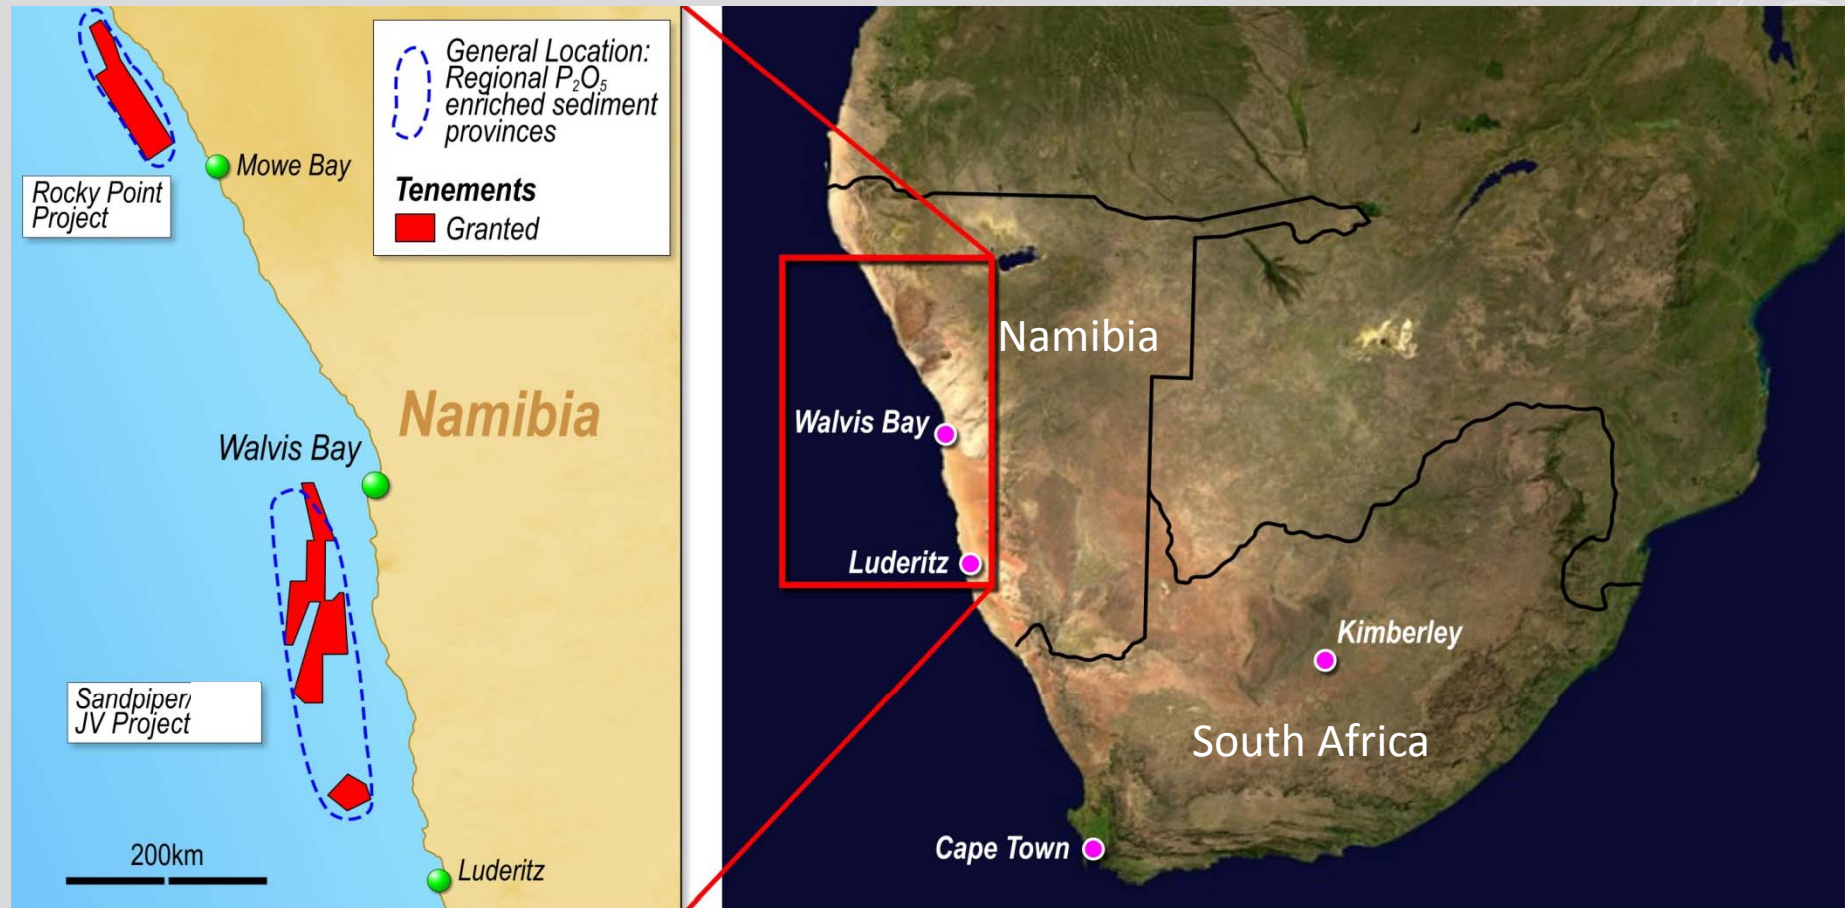 General Location:
Regional P₂O₅
enriched sediment
provinces
Tenements
Granted
Mowe Bay
Rocky Point
Project
Namibia
Walvis Bay
Sandpiper/
JV Project
200km
Luderitz
Namibia
Walvis Bay
Luderitz
Kimberley
South Africa
Cape Town